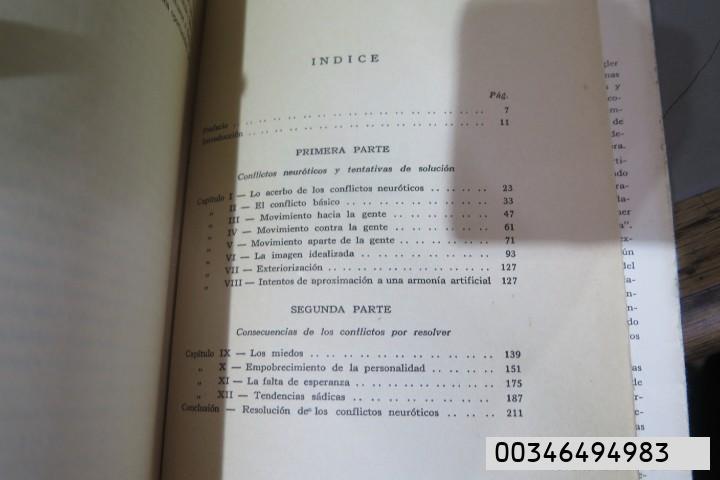 INDICE
Pág.
Prefacio .. .. .. .. .. .. .. .. .. .. .. .. .. .. .. .. .. 7
Introducción .. .. .. .. .. .. .. .. .. .. .. .. .. .. .. .. 11
PRIMERA PARTE
Conflictos neuróticos y tentativas de solución
Capítulo I — Lo acerbo de los conflictos neuróticos .. .. .. .. .. 23
„ II — El conflicto básico .. .. .. .. .. .. .. .. .. .. 33
„ III — Movimiento hacia la gente .. .. .. .. .. .. .. 47
„ IV — Movimiento contra la gente .. .. .. .. .. .. .. 61
„ V — Movimiento aparte de la gente .. .. .. .. .. .. 71
„ VI — La imagen idealizada .. .. .. .. .. .. .. .. .. 93
„ VII — Exteriorización .. .. .. .. .. .. .. .. .. .. .. 127
„ VIII — Intentos de aproximación a una armonía artificial 127
SEGUNDA PARTE
Consecuencias de los conflictos por resolver
Capítulo IX — Los miedos .. .. .. .. .. .. .. .. .. .. .. .. 139
„ X — Empobrecimiento de la personalidad .. .. .. .. 151
„ XI — La falta de esperanza .. .. .. .. .. .. .. .. .. 175
„ XII — Tendencias sádicas .. .. .. .. .. .. .. .. .. 187
Conclusión — Resolución de los conflictos neuróticos .. .. .. 211
00346494983